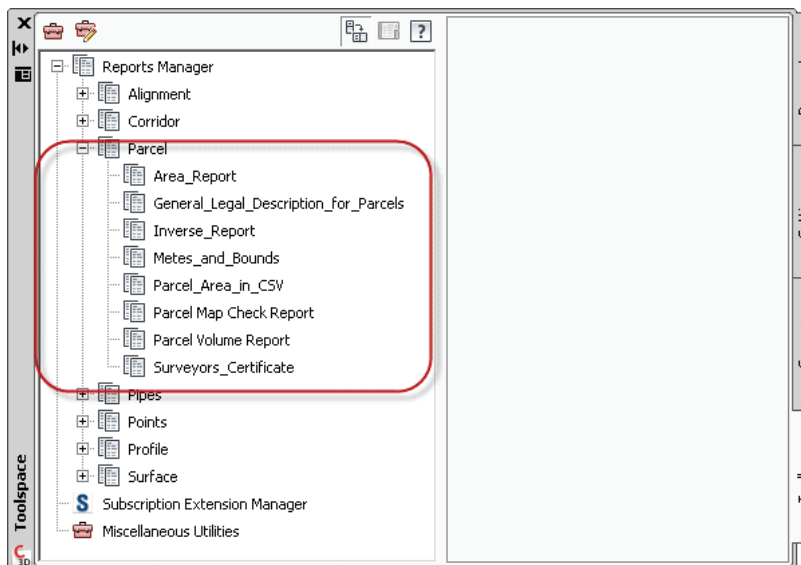 Reports Manager
Alignment
Corridor
Parcel
Area_Report
General_Legal_Description_for_Parcels
Inverse_Report
Metes_and_Bounds
Parcel_Area_in_CSV
Parcel Map Check Report
Parcel Volume Report
Surveyors_Certificate
Pipes
Points
Profile
Surface
S Subscription Extension Manager
Miscellaneous Utilities
Toolspace
C 3D
?